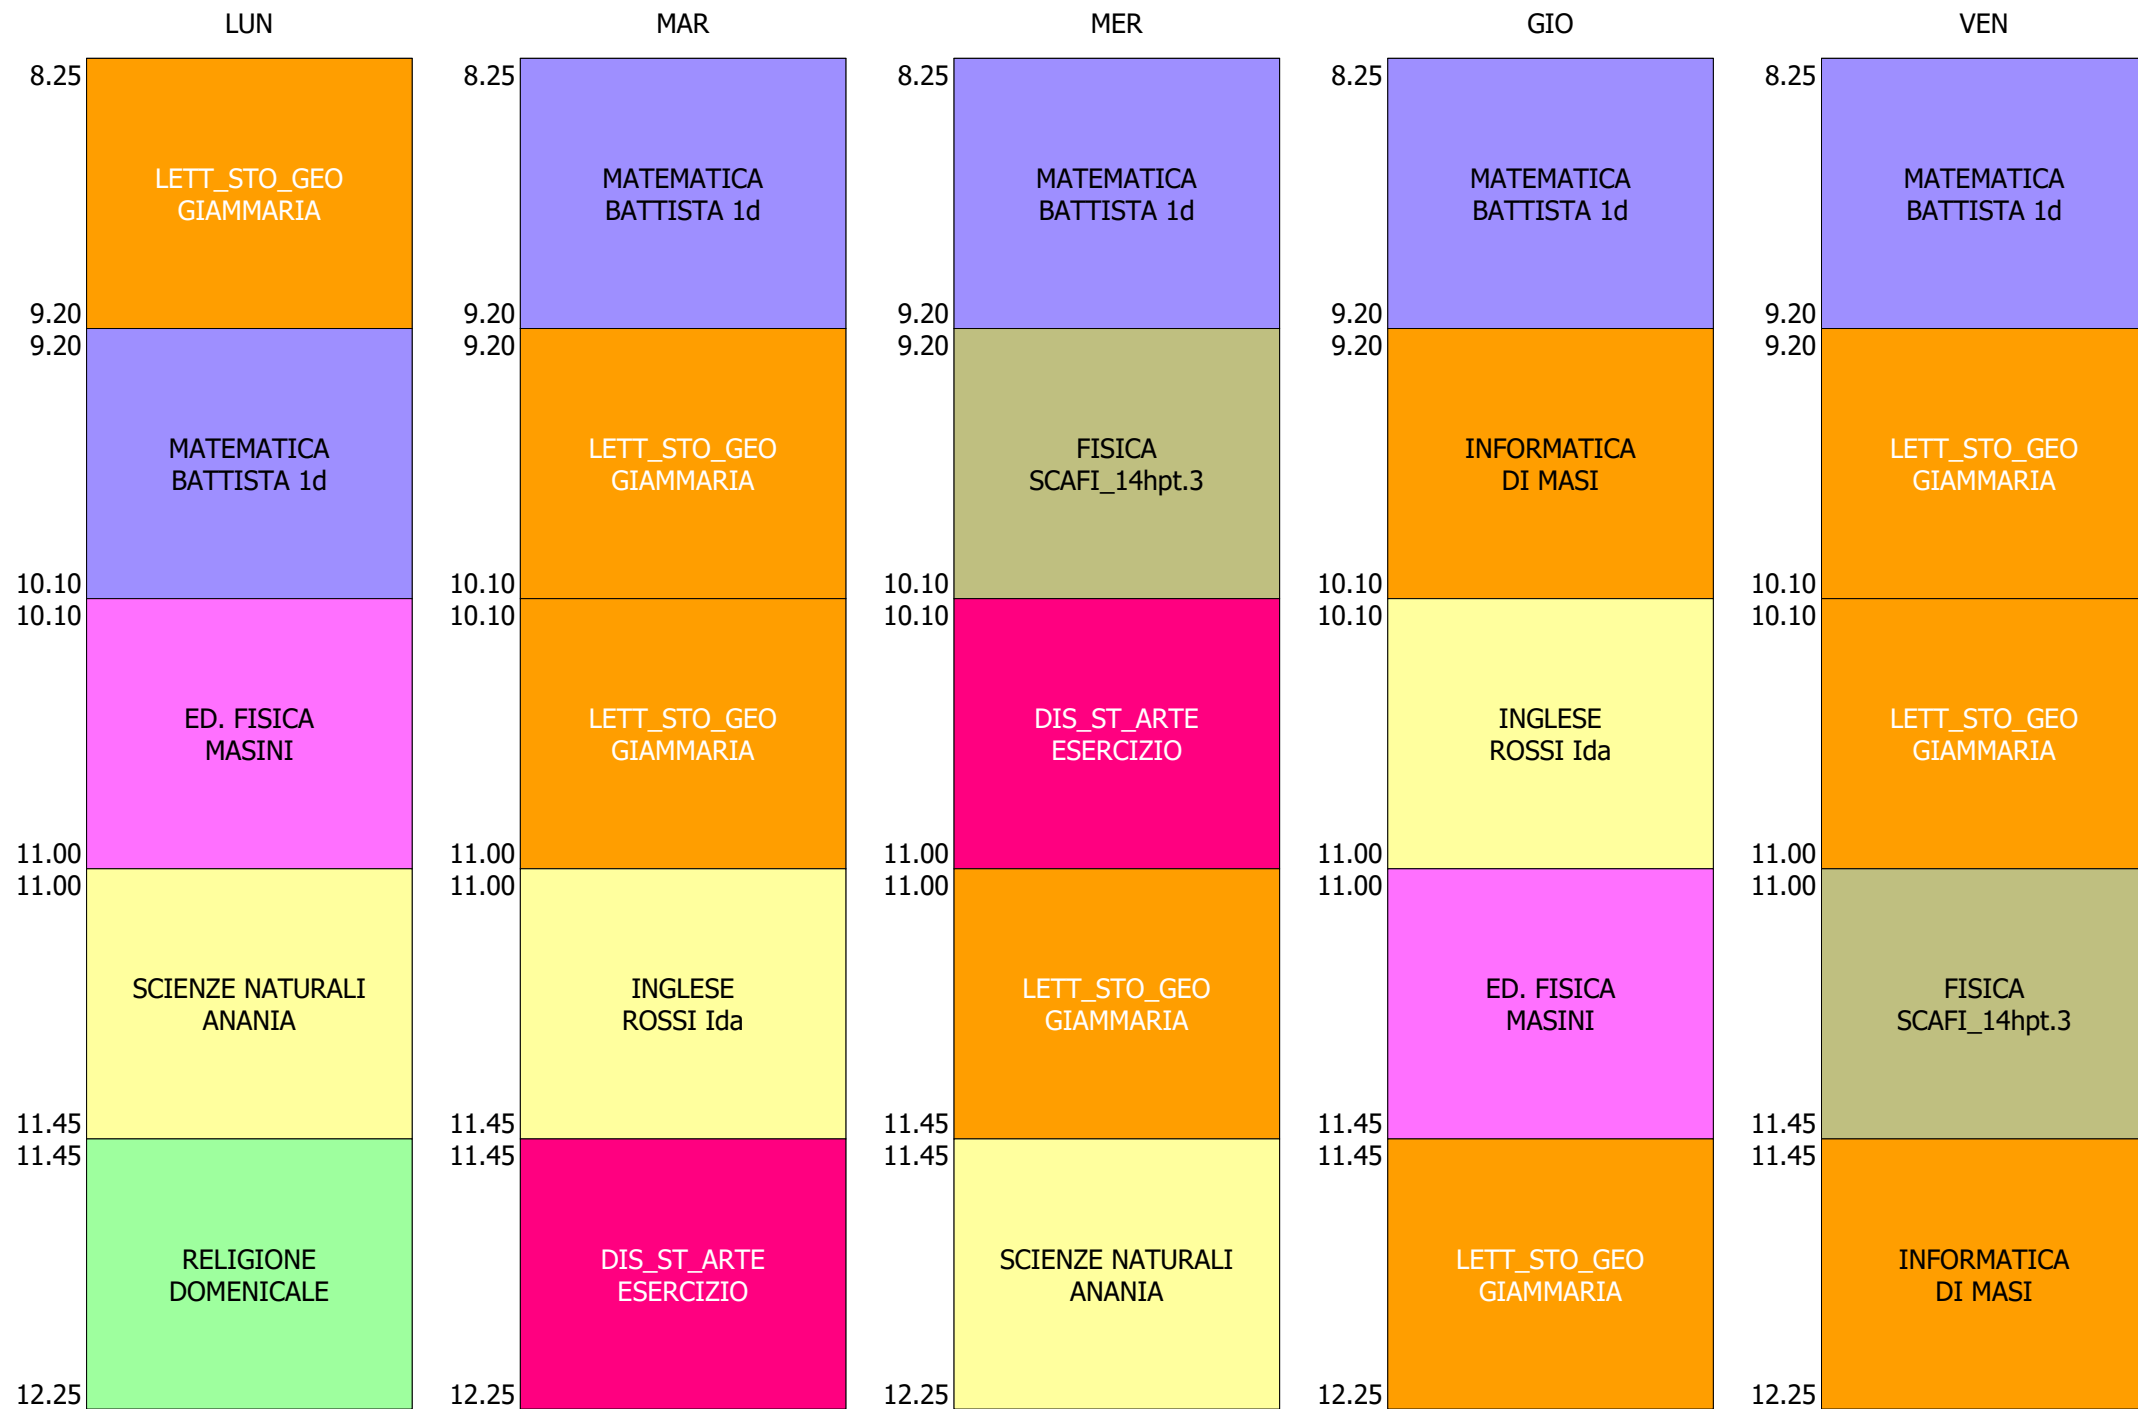 LUN
MAR
MER
GIO
VEN
8.25
LETT_STO_GEO
GIAMMARIA
9.20
9.20
MATEMATICA
BATTISTA 1d
10.10
10.10
ED. FISICA
MASINI
11.00
11.00
SCIENZE NATURALI
ANANIA
11.45
11.45
RELIGIONE
DOMENICALE
12.25
8.25
MATEMATICA
BATTISTA 1d
9.20
9.20
LETT_STO_GEO
GIAMMARIA
10.10
10.10
LETT_STO_GEO
GIAMMARIA
11.00
11.00
INGLESE
ROSSI Ida
11.45
11.45
DIS_ST_ARTE
ESERCIZIO
12.25
8.25
MATEMATICA
BATTISTA 1d
9.20
9.20
FISICA
SCAFI_14hpt.3
10.10
10.10
DIS_ST_ARTE
ESERCIZIO
11.00
11.00
LETT_STO_GEO
GIAMMARIA
11.45
11.45
SCIENZE NATURALI
ANANIA
12.25
8.25
MATEMATICA
BATTISTA 1d
9.20
9.20
INFORMATICA
DI MASI
10.10
10.10
INGLESE
ROSSI Ida
11.00
11.00
ED. FISICA
MASINI
11.45
11.45
LETT_STO_GEO
GIAMMARIA
12.25
8.25
MATEMATICA
BATTISTA 1d
9.20
9.20
LETT_STO_GEO
GIAMMARIA
10.10
10.10
LETT_STO_GEO
GIAMMARIA
11.00
11.00
FISICA
SCAFI_14hpt.3
11.45
11.45
INFORMATICA
DI MASI
12.25